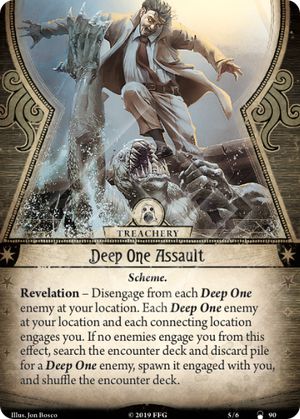 TREACHERY
Deep One Assault
Scheme.
Revelation – Disengage from each Deep One
enemy at your location. Each Deep One enemy
at your location and each connecting location
engages you. If no enemies engage you from this
effect, search the encounter deck and discard pile
for a Deep One enemy, spawn it engaged with you,
and shuffle the encounter deck.
Illus. Jon Bosco
© 2019 FFG
5/6
90